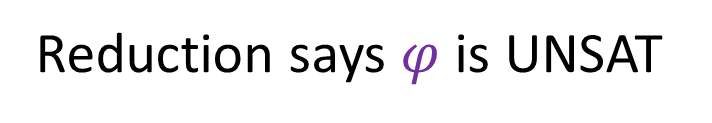 Reduction says φ is UNSAT